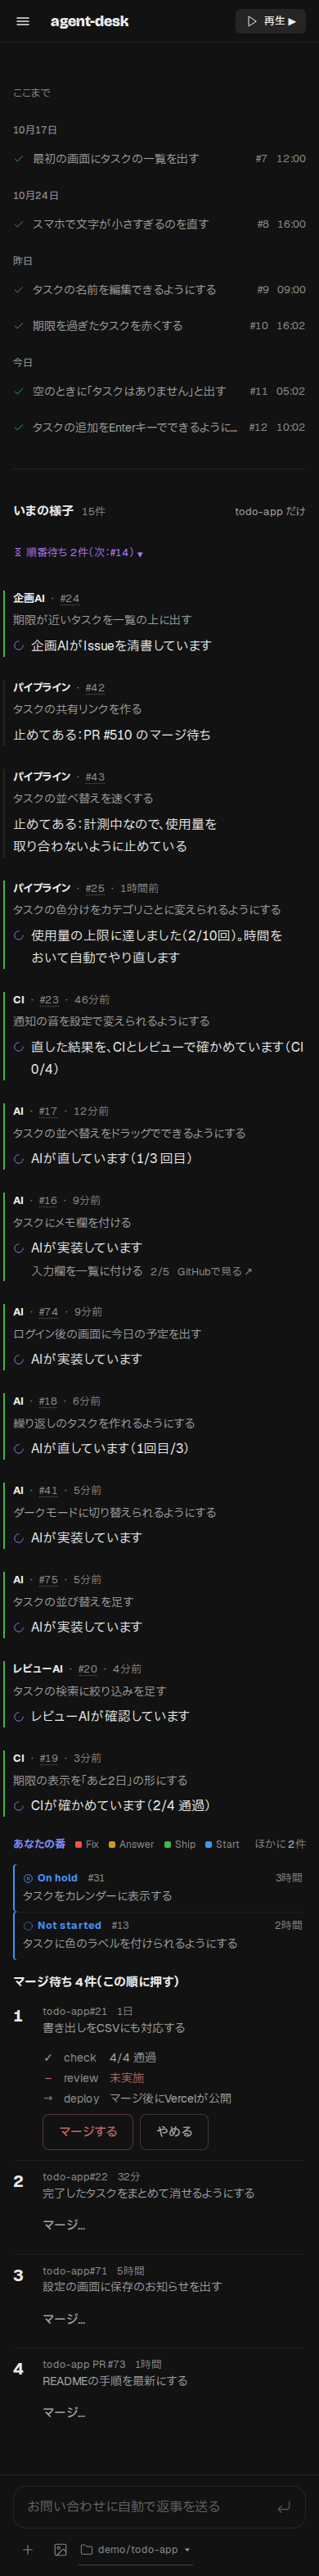 agent-desk
再生 ▶
ここまで
10月17日
最初の画面にタスクの一覧を出す #7 12:00
10月24日
スマホで文字が小さすぎるのを直す #8 16:00
昨日
タスクの名前を編集できるようにする #9 09:00
期限を過ぎたタスクを赤くする #10 16:02
今日
空のときに「タスクはありません」と出す #11 05:02
タスクの追加をEnterキーでできるように… #12 10:02
いまの様子 15件 todo-app だけ
順番待ち 2件（次：#14） ▼
企画AI · #24
期限が近いタスクを一覧の上に出す
企画AIがIssueを清書しています
パイプライン · #42
タスクの共有リンクを作る
止めてある：PR #510 のマージ待ち
パイプライン · #43
タスクの並べ替えを速くする
止めてある：計測中なので、使用量を
取り合わないように止めている
パイプライン · #25 · 1時間前
タスクの色分けをカテゴリごとに変えられるようにする
使用量の上限に達しました（2/10回）。時間を
おいて自動でやり直します
CI · #23 · 46分前
通知の音を設定で変えられるようにする
直した結果を、CIとレビューで確かめています（CI
0/4）
AI · #17 · 12分前
タスクの並べ替えをドラッグでできるようにする
AIが直しています（1/3 回目）
AI · #16 · 9分前
タスクにメモ欄を付ける
AIが実装しています
入力欄を一覧に付ける 2/5 GitHubで見る ↗
AI · #74 · 9分前
ログイン後の画面に今日の予定を出す
AIが実装しています
AI · #18 · 6分前
繰り返しのタスクを作れるようにする
AIが直しています（1回目/3）
AI · #41 · 5分前
ダークモードに切り替えられるようにする
AIが実装しています
AI · #75 · 5分前
タスクの並び替えを足す
AIが実装しています
レビューAI · #20 · 4分前
タスクの検索に絞り込みを足す
レビューAIが確認しています
CI · #19 · 3分前
期限の表示を「あと2日」の形にする
CIが確かめています（2/4 通過）
あなたの番 Fix Answer Ship Start ほかに 2件
On hold #31 3時間
タスクをカレンダーに表示する
Not started #13 2時間
タスクに色のラベルを付けられるようにする
マージ待ち 4件（この順に押す）
1 todo-app#21 1日
書き出しをCSVにも対応する
✓ check 4/4 通過
– review 未実施
→ deploy マージ後にVercelが公開
マージする やめる
2 todo-app#22 32分
完了したタスクをまとめて消せるようにする
マージ…
3 todo-app#71 5時間
設定の画面に保存のお知らせを出す
マージ…
4 todo-app PR#73 1時間
READMEの手順を最新にする
マージ…
お問い合わせに自動で返事を送る
demo/todo-app ▾